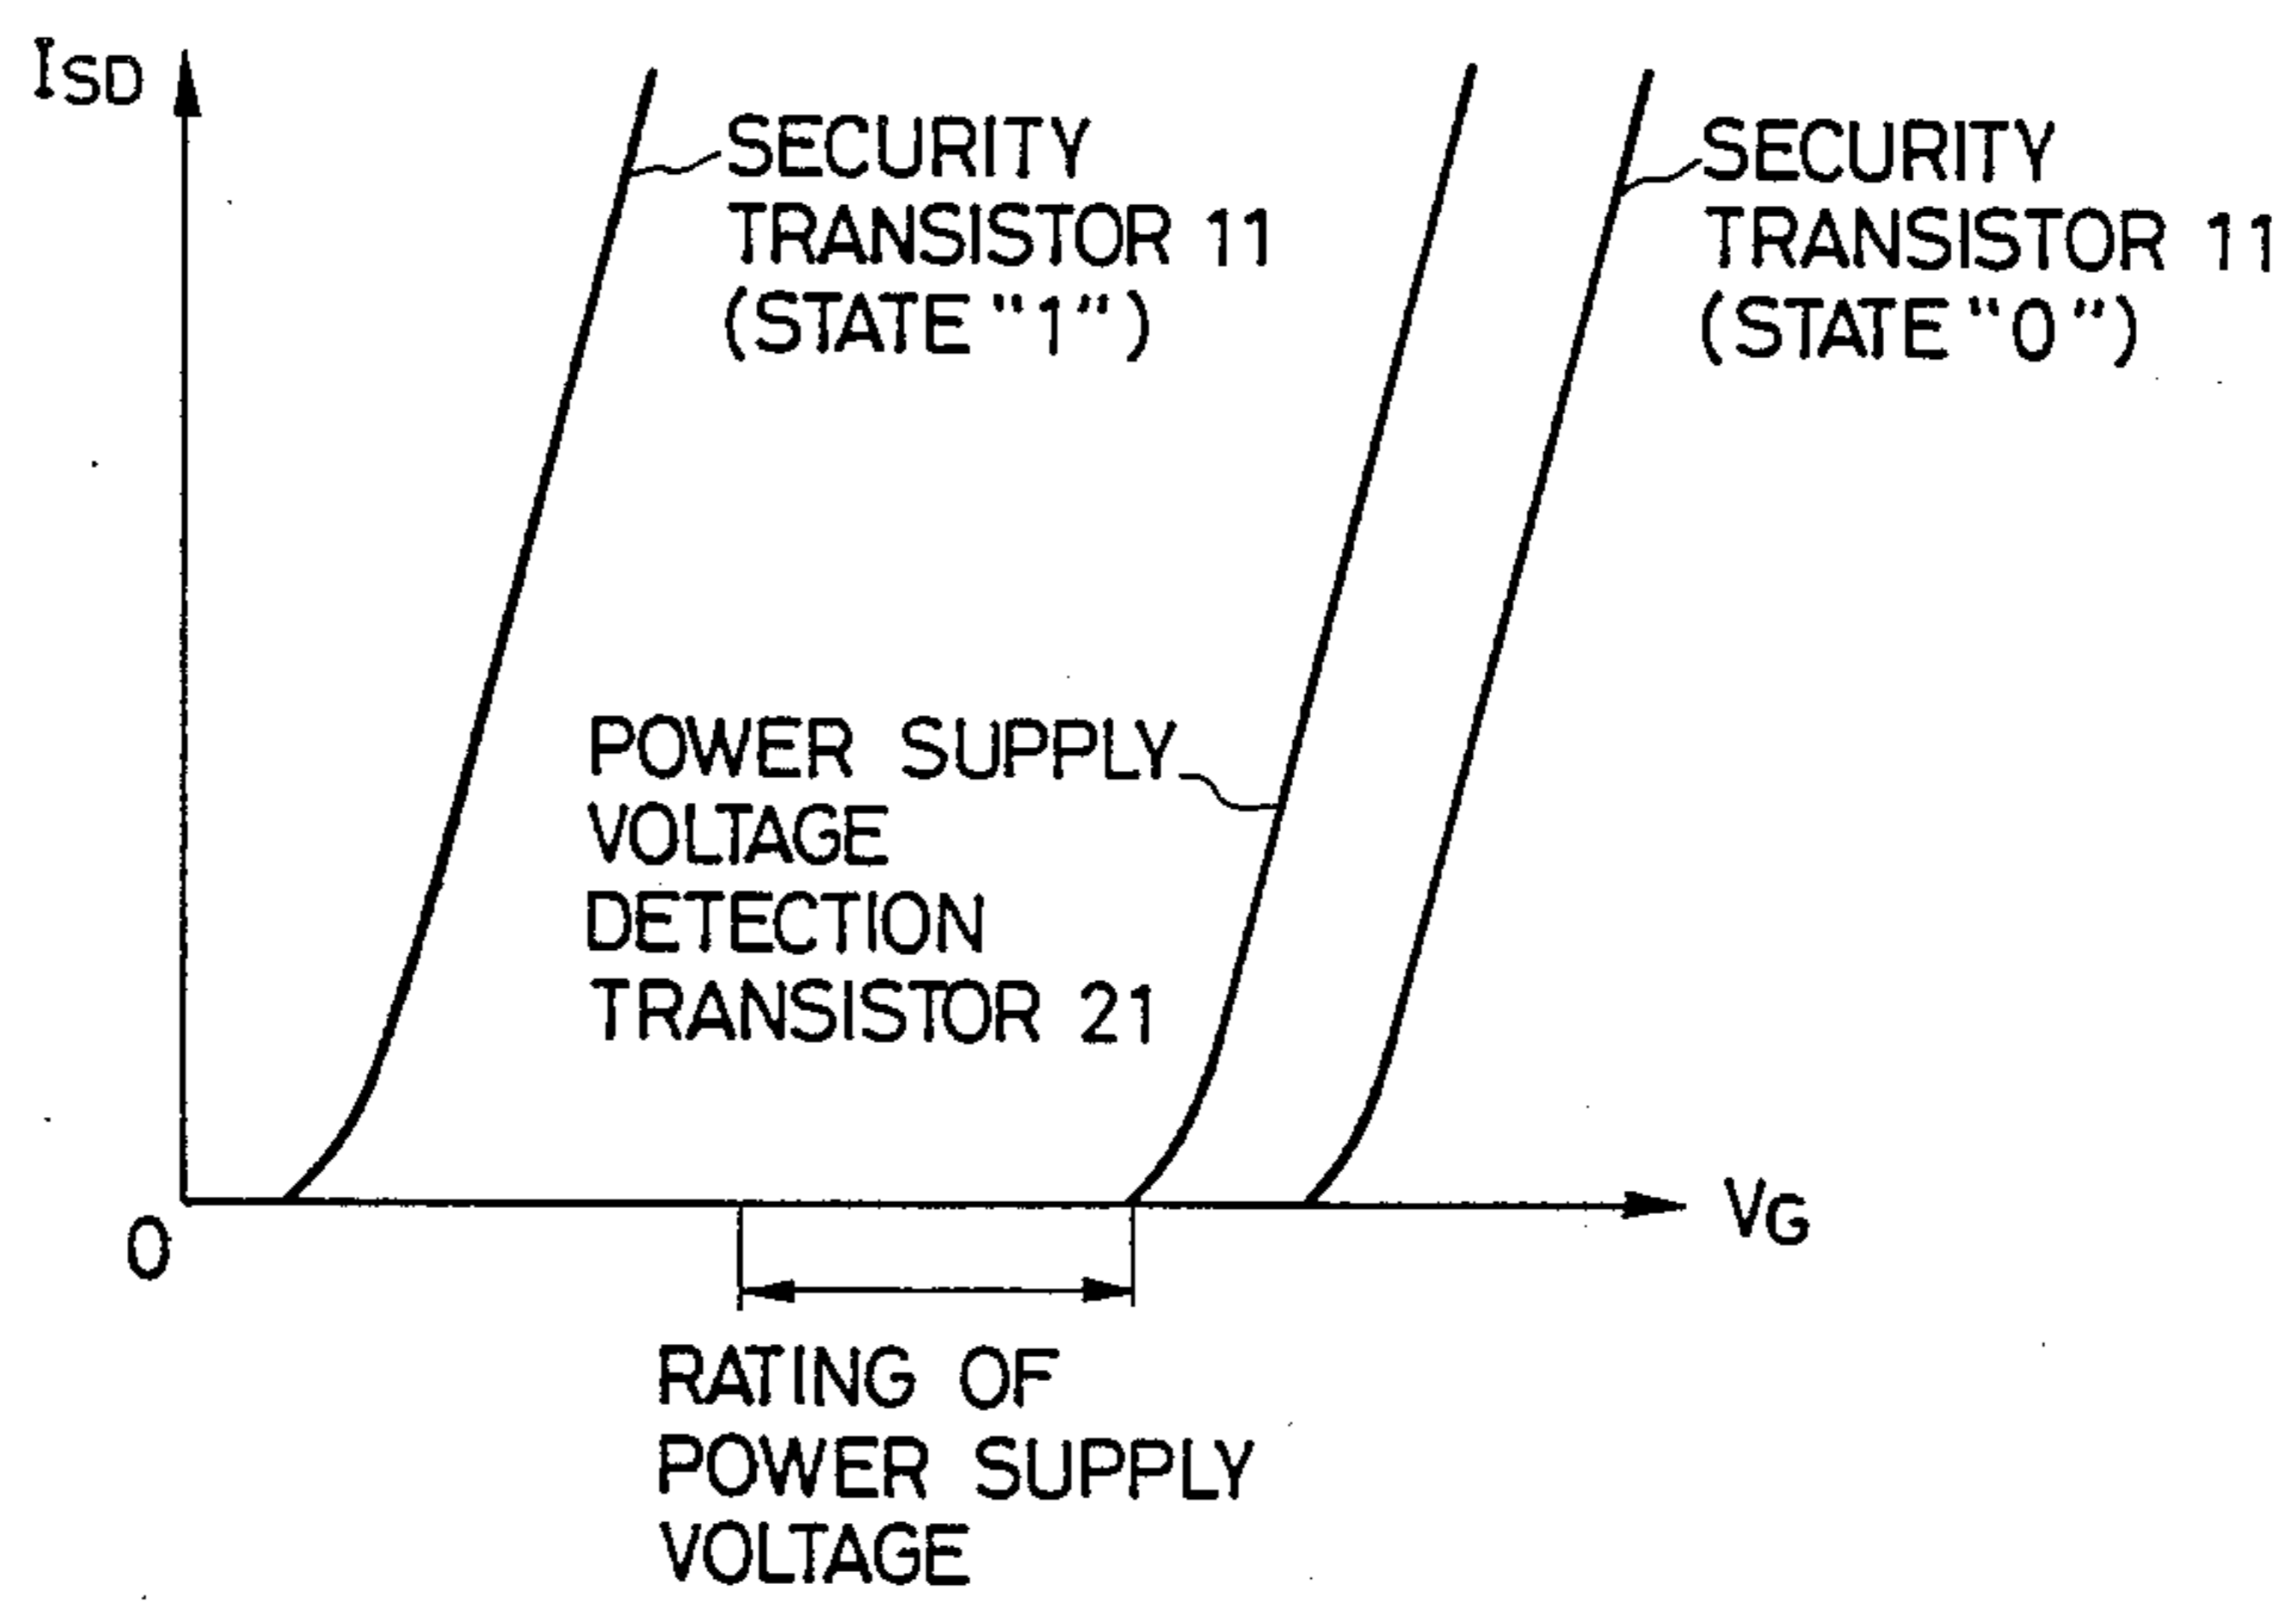 ISD
SECURITY
TRANSISTOR 11
(STATE "1")
SECURITY
TRANSISTOR 11
(STATE "0")
POWER SUPPLY
VOLTAGE
DETECTION
TRANSISTOR 21
0
VG
RATING OF
POWER SUPPLY
VOLTAGE